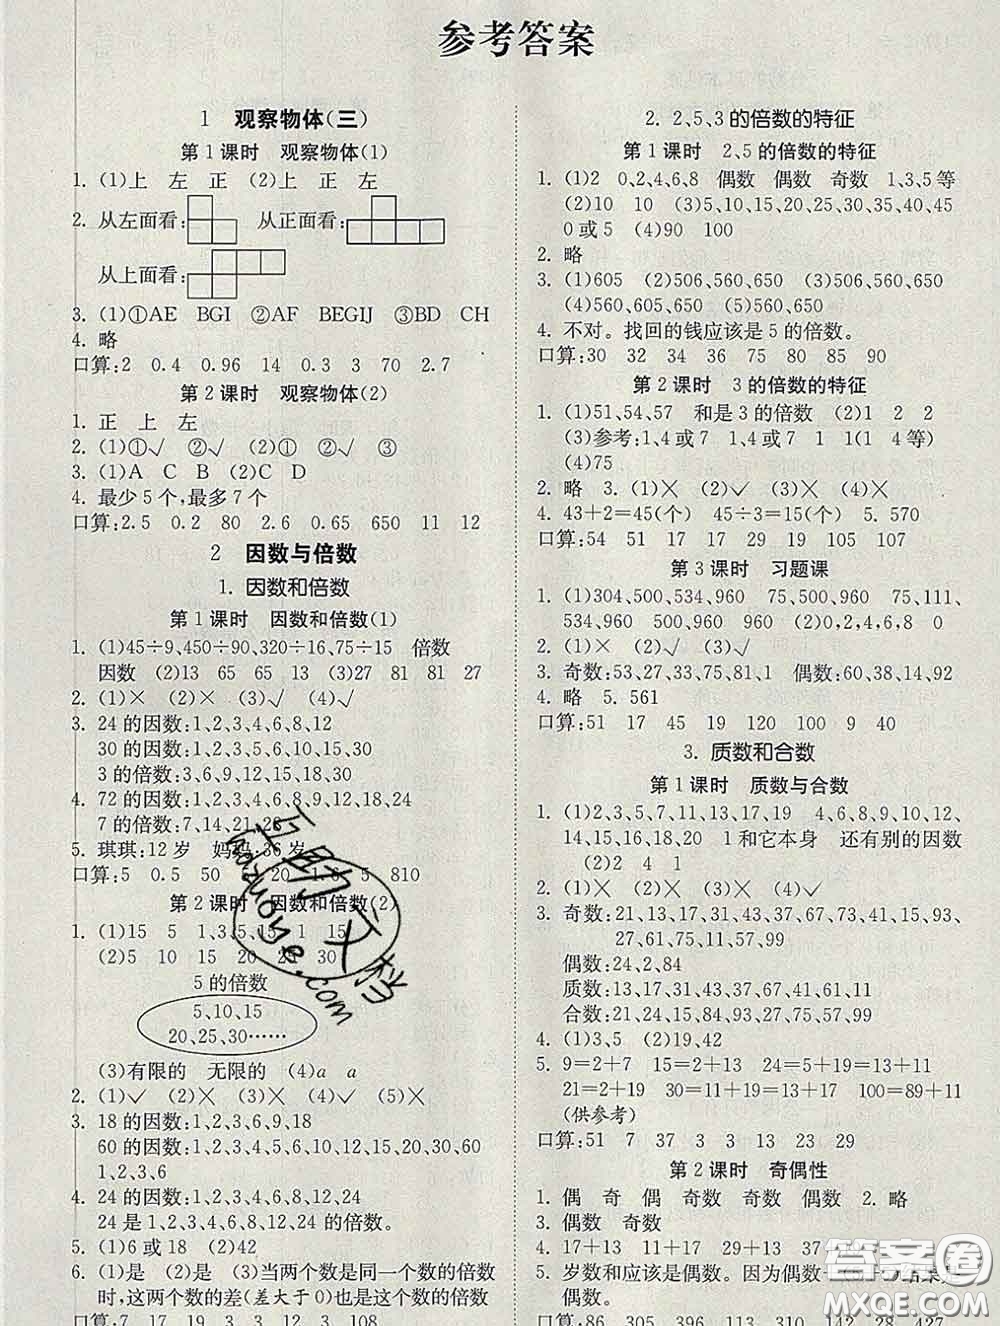 参考答案
1 观察物体(三)
第1课时 观察物体(1)
1. (1)上 左 正 (2)上 正 左
2. 从左面看: 从正面看:
从上面看:
3. (1)①AE BGI ②AF BEGIJ ③BD CH
4. 略
口算:2 0.4 0.96 14 0.3 3 70 2.7
第2课时 观察物体(2)
1. 正 上 左
2. (1)①√ ②√ (2)① ②√ ③
3. (1)A C B (2)C D
4. 最少5个,最多7个
口算:2.5 0.2 80 2.6 0.65 650 11 12
2 因数与倍数
1. 因数和倍数
第1课时 因数和倍数(1)
1. (1)45÷9,450÷90,320÷16,75÷15 倍数
因数 (2)13 65 65 13 (3)27 81 81 27
2. (1)× (2)× (3)√ (4)√
3. 24的因数:1,2,3,4,6,8,12
30的因数:1,2,3,5,6,10,15,30
3的倍数:3,6,9,12,15,24,30
4. 72的因数:1,2,3,4,6,8,9,12,18,24
7的倍数:7,14,21,28
5. 琪琪:12岁 妈妈:36岁
口算:5 0.5 50 20 5 810
第2课时 因数和倍数(2)
1. (1)15 5 1,3,5,15 1 15
(2)5 10 15 20 25 30
5的倍数
5,10,15
20,25,30……
(3)有限的 无限的 (4)a a
2. (1)√ (2)× (3)× (4)× (5)×
3. 18的因数:1,2,3,6,9,18
60的因数:1,2,3,4,5,6,10,12,15,20,30,60
1,2,3,6
4. 24的因数:1,2,3,4,6,8,12,24
24是1,2,3,4,6,8,12,24的倍数。
5. (1)6或18 (2)42
6. (1)是 (2)是 (3)当两个数是同一个数的倍数
时,这两个数的差(差大于0)也是这个数的倍数
口算:7 17 19 3 12 3 108
2. 2,5,3的倍数的特征
第1课时 2,5的倍数的特征
1. (1)2 0,2,4,6,8 偶数 偶数 奇数 1,3,5等
(2)10 10 (3)5,10,15,20,25,30,35,40,45
0或5 (4)90 100
2. 略
3. (1)605 (2)506,560,650 (3)506,560,650
(4)560,605,650 (5)560,650
4. 不对。找回的钱应该是5的倍数。
口算:30 32 34 36 75 80 85 90
第2课时 3的倍数的特征
1. (1)51,54,57 和是3的倍数 (2)1 2 2
(3)参考:1,4或7 1,4或7 1 1(1 4等)
(4)75
2. 略 3. (1)× (2)√ (3)√ (4)×
4. 43+2=45(个) 45÷3=15(个) 5. 570
口算:54 51 17 17 29 19 105 107
第3课时 习题课
1. (1)304,500,534,960 75,500,960 75,111,
534,960 500,960 960 960 (2)0,2,4,6,8 0
2. (1)× (2)√ (3)√
3. 奇数:53,27,33,75,81,1 偶数:60,38,14,92
4. 略 5. 561
口算:51 17 45 19 120 100 9 40
3. 质数和合数
第1课时 质数与合数
1. (1)2,3,5,7,11,13,17,19 4,6,8,9,10,12,
14,15,16,18,20 1和它本身 还有别的因数
(2)2 4 1
2. (1)× (2)× (3)× (4)×
3. 奇数:21,13,17,31,43,37,41,15,93,
27,61,45,75,11,57,99
偶数:24,2,84
质数:13,17,31,43,2,37,41,61,11
合数:24,21,15,84,93,27,75,57,99
4. (1)3,5 (2)19,42
5. 9=2+7 15=2+13 24=5+19=13+11
21=2+19 30=11+19=13+17 100=89+11
(供参考)
口算:51 7 37 3 3 13 23 29
第2课时 奇偶性
1. 偶 奇 偶 奇数 奇数 偶数 2. 略
3. 偶数 奇数
4. 17+13 11+17 29+13 19+13
5. 岁数和应该是偶数。因为偶数
偶数。
口算:86 305 908 108 142 28 427
互助文档
huzuoye.com
答案圈
MXQE.COM